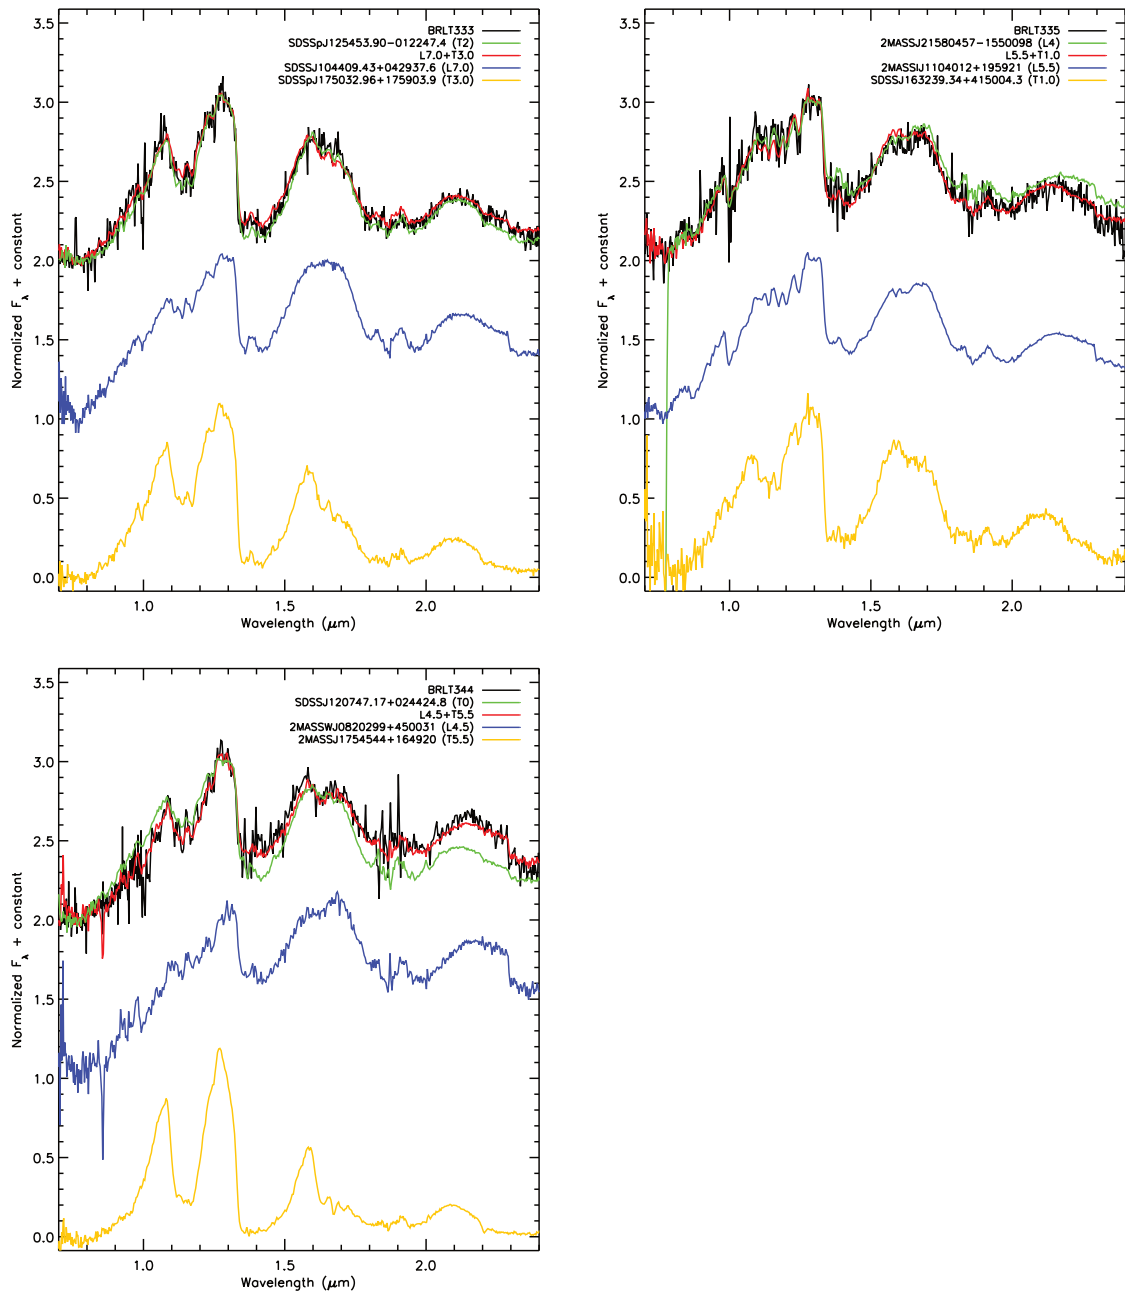 BRLT333
SDSSpJ125453.90-012247.4 (T2)
L7.0+T3.0
SDSSJ104409.43+042937.6 (L7.0)
SDSSpJ175032.96+175903.9 (T3.0)
3.5
3.0
2.5
2.0
1.5
1.0
0.5
0.0
Normalized Fλ + constant
1.0 1.5 2.0
Wavelength (μm)
BRLT335
2MASSJ21580457-1550098 (L4)
L5.5+T1.0
2MASSIJ1104012+195921 (L5.5)
SDSSJ163239.34+415004.3 (T1.0)
3.5
3.0
2.5
2.0
1.5
1.0
0.5
0.0
Normalized Fλ + constant
1.0 1.5 2.0
Wavelength (μm)
BRLT344
SDSSJ120747.17+024424.8 (T0)
L4.5+T5.5
2MASSWJ0820299+450031 (L4.5)
2MASSJ1754544+164920 (T5.5)
3.5
3.0
2.5
2.0
1.5
1.0
0.5
0.0
Normalized Fλ + constant
1.0 1.5 2.0
Wavelength (μm)